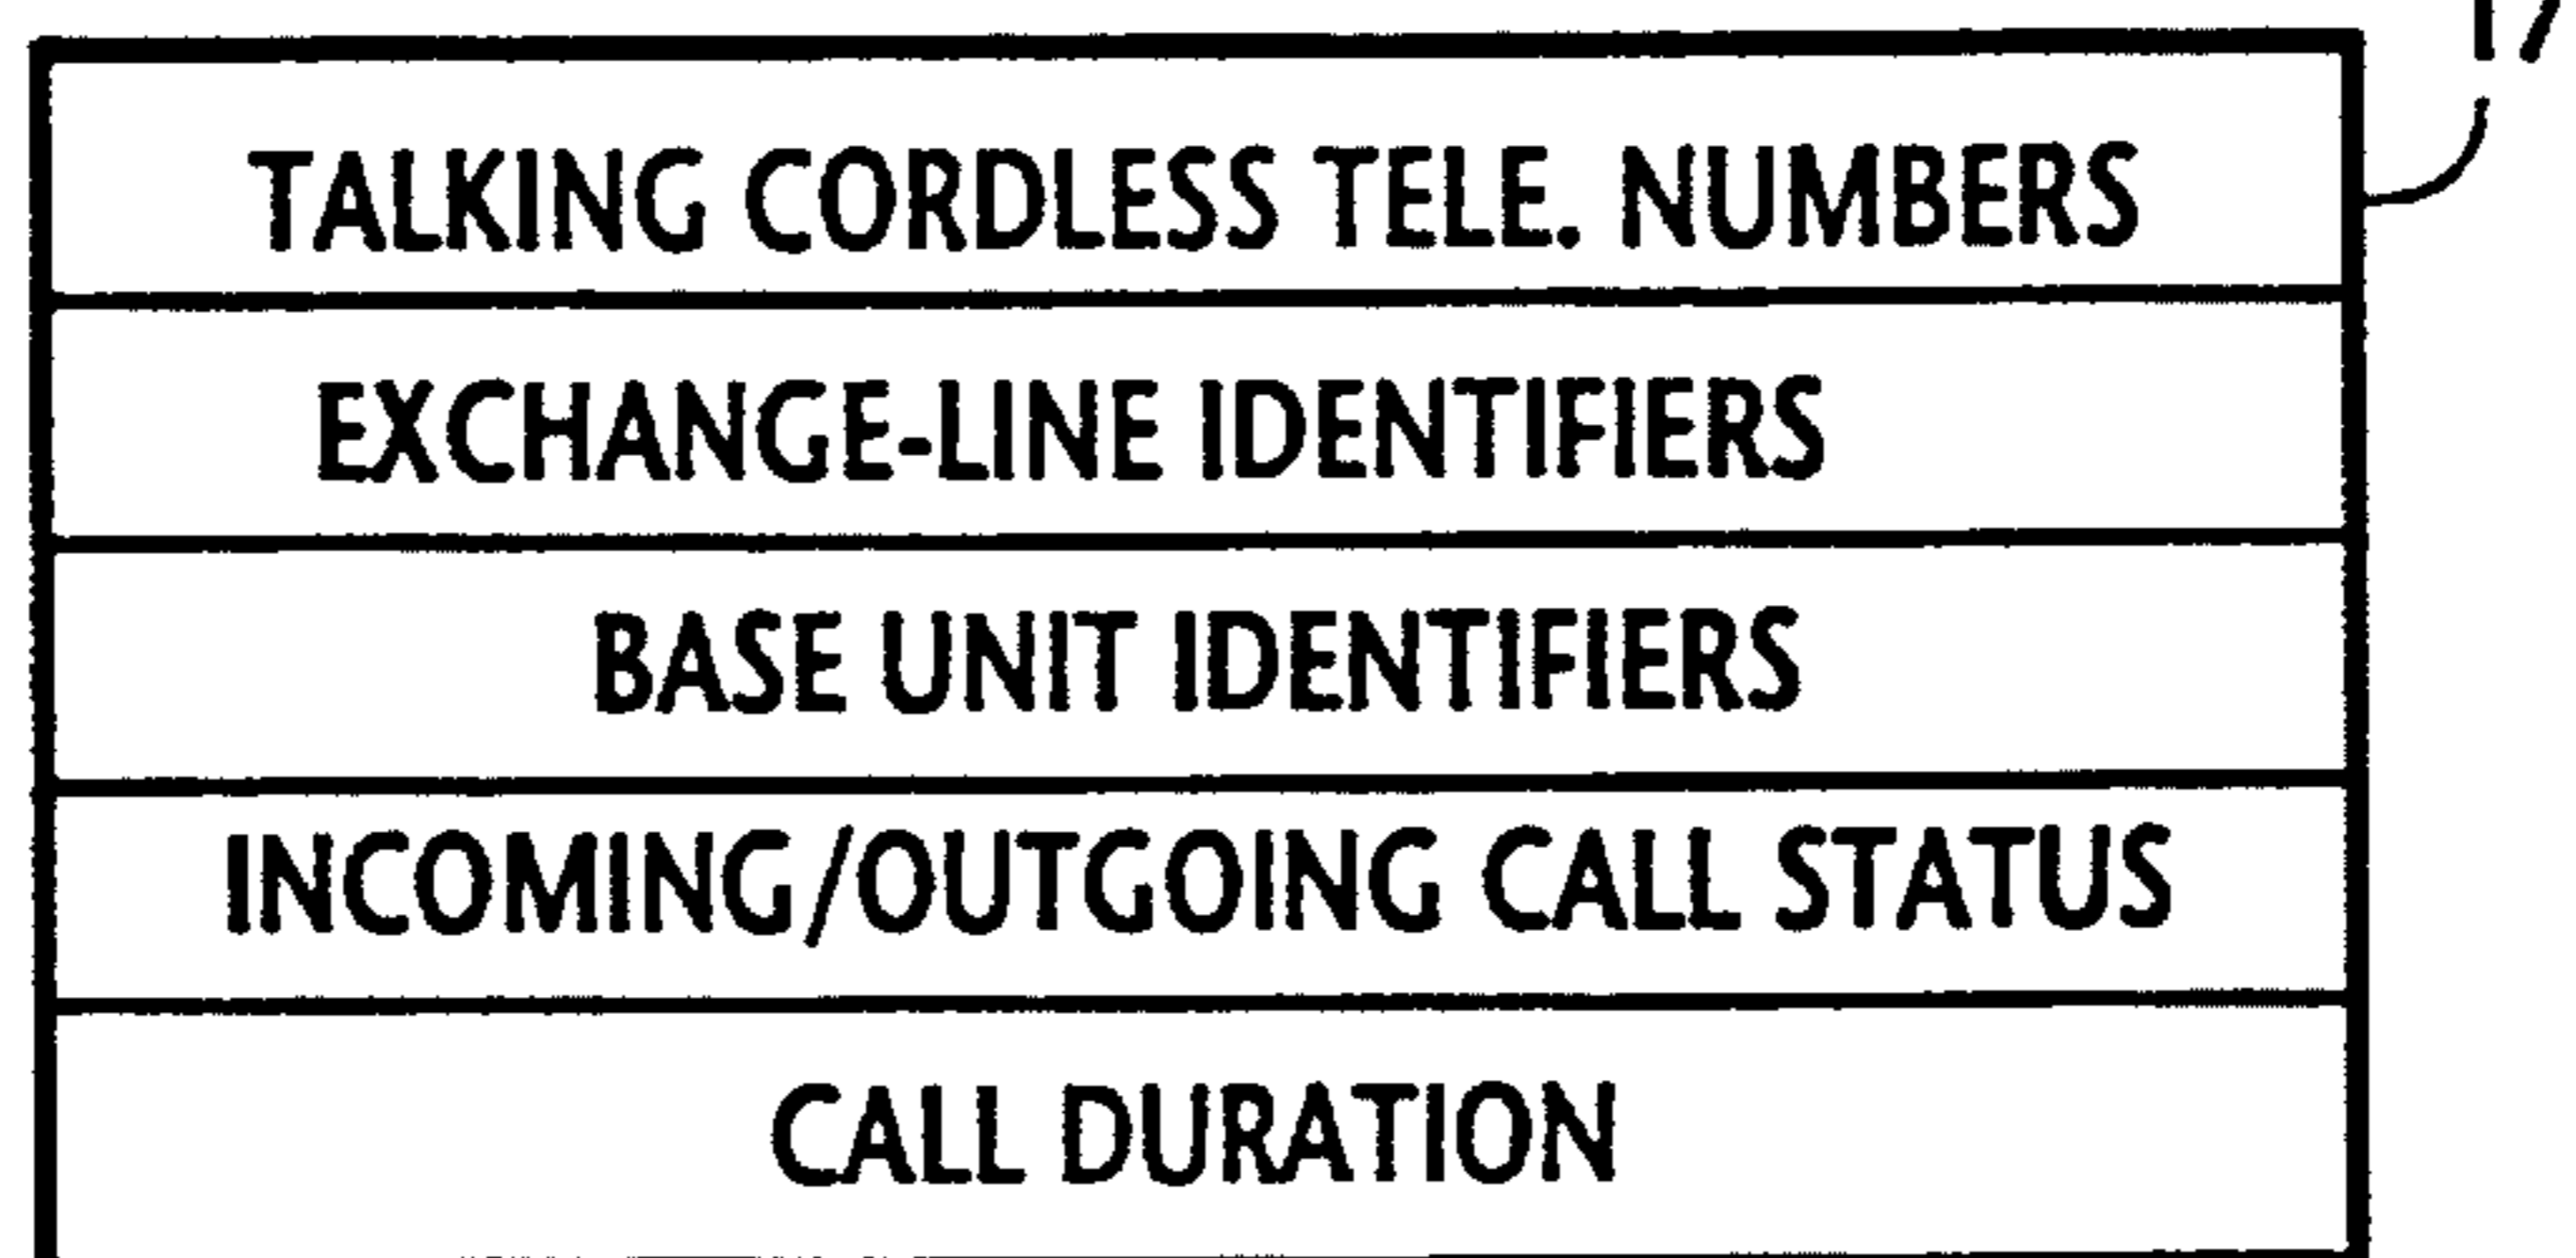 TALKING CORDLESS TELE. NUMBERS
EXCHANGE-LINE IDENTIFIERS
BASE UNIT IDENTIFIERS
INCOMING/OUTGOING CALL STATUS
CALL DURATION